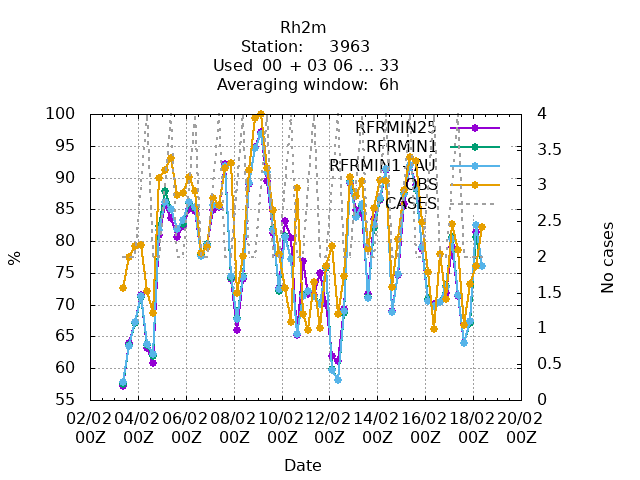 Rh2m
Station: 3963
Used 00 + 03 06 ... 33
Averaging window: 6h
100
95
90
85
80
75
70
65
60
55
4
3.5
3
2.5
2
1.5
1
0.5
0
RFRMIN25
RFRMIN1
RFRMIN1+AU
OBS
CASES
%
No cases
02/02 04/02 06/02 08/02 10/02 12/02 14/02 16/02 18/02 20/02
00Z 00Z 00Z 00Z 00Z 00Z 00Z 00Z 00Z 00Z
Date